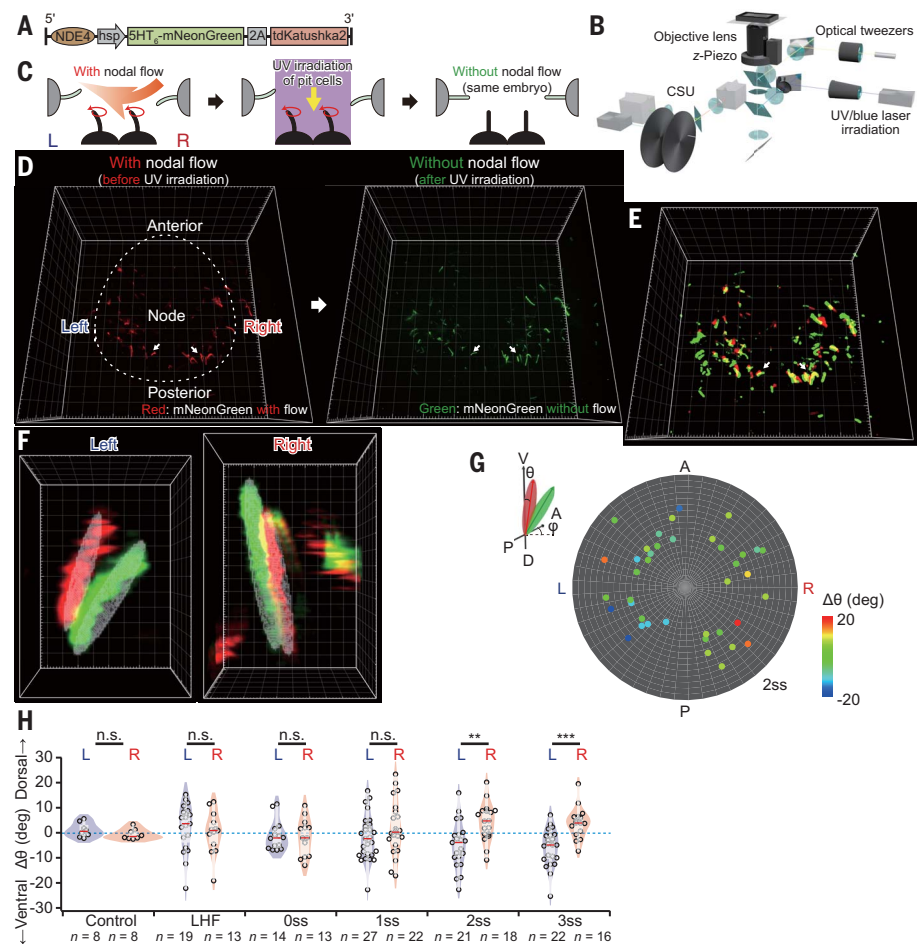 A
5'
3'
NDE4
hsp
5HT6-mNeonGreen
2A
tdKatushka2
B
Objective lens
z-Piezo
Optical tweezers
CSU
UV/blue laser
irradiation
C
With nodal flow
L
R
UV irradiation
of pit cells
Without nodal flow
(same embryo)
D
With nodal flow
(before UV irradiation)
Anterior
Left
Node
Right
Posterior
Red: mNeonGreen with flow
Without nodal flow
(after UV irradiation)
Green: mNeonGreen without flow
E
F
Left
Right
G
V
θ
A
φ
P
D
A
L
R
P
2ss
Δθ (deg)
20
-20
H
n.s. n.s. n.s. n.s. ** ***
L R L R L R L R L R L R
←Ventral Δθ (deg) Dorsal→
30
20
10
0
-10
-20
-30
Control LHF 0ss 1ss 2ss 3ss
n = 8 n = 8 n = 19 n = 13 n = 14 n = 13 n = 27 n = 22 n = 21 n = 18 n = 22 n = 16